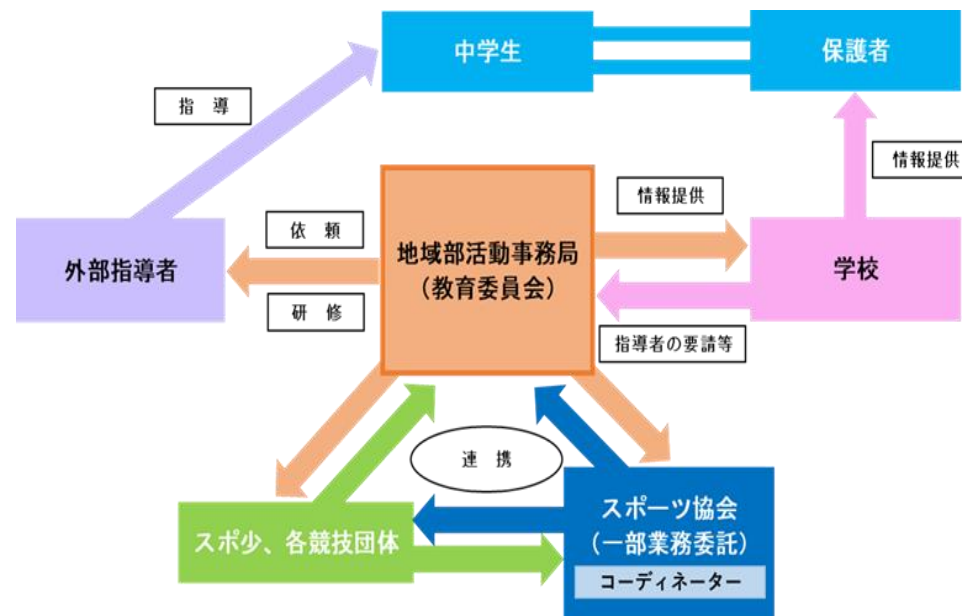 中学生
保護者
指　導
情報提供
情報提供
依　頼
外部指導者
地域部活動事務局
（教育委員会）
学校
研　修
指導者の要請等
連　携
スポ少、各競技団体
スポーツ協会
（一部業務委託）
コーディネーター